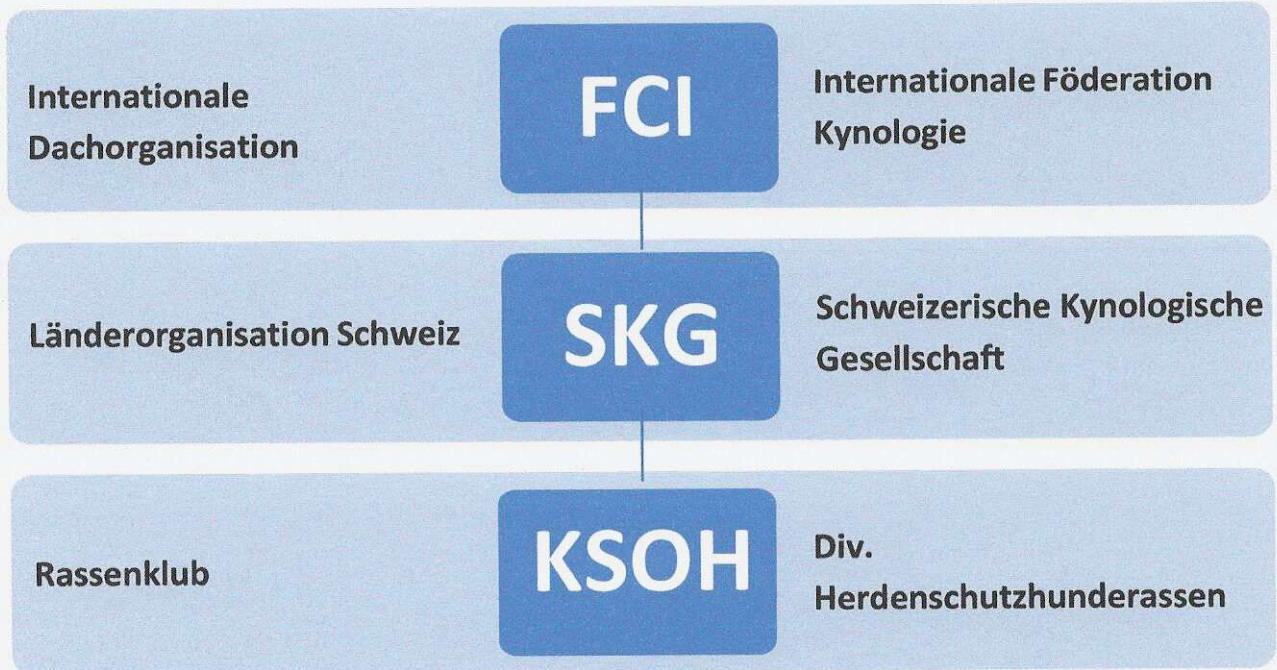 Internationale
Dachorganisation
FCI
Internationale Föderation
Kynologie
Länderorganisation Schweiz
SKG
Schweizerische Kynologische
Gesellschaft
Rassenklub
KSOH
Div.
Herdenschutzhunderassen